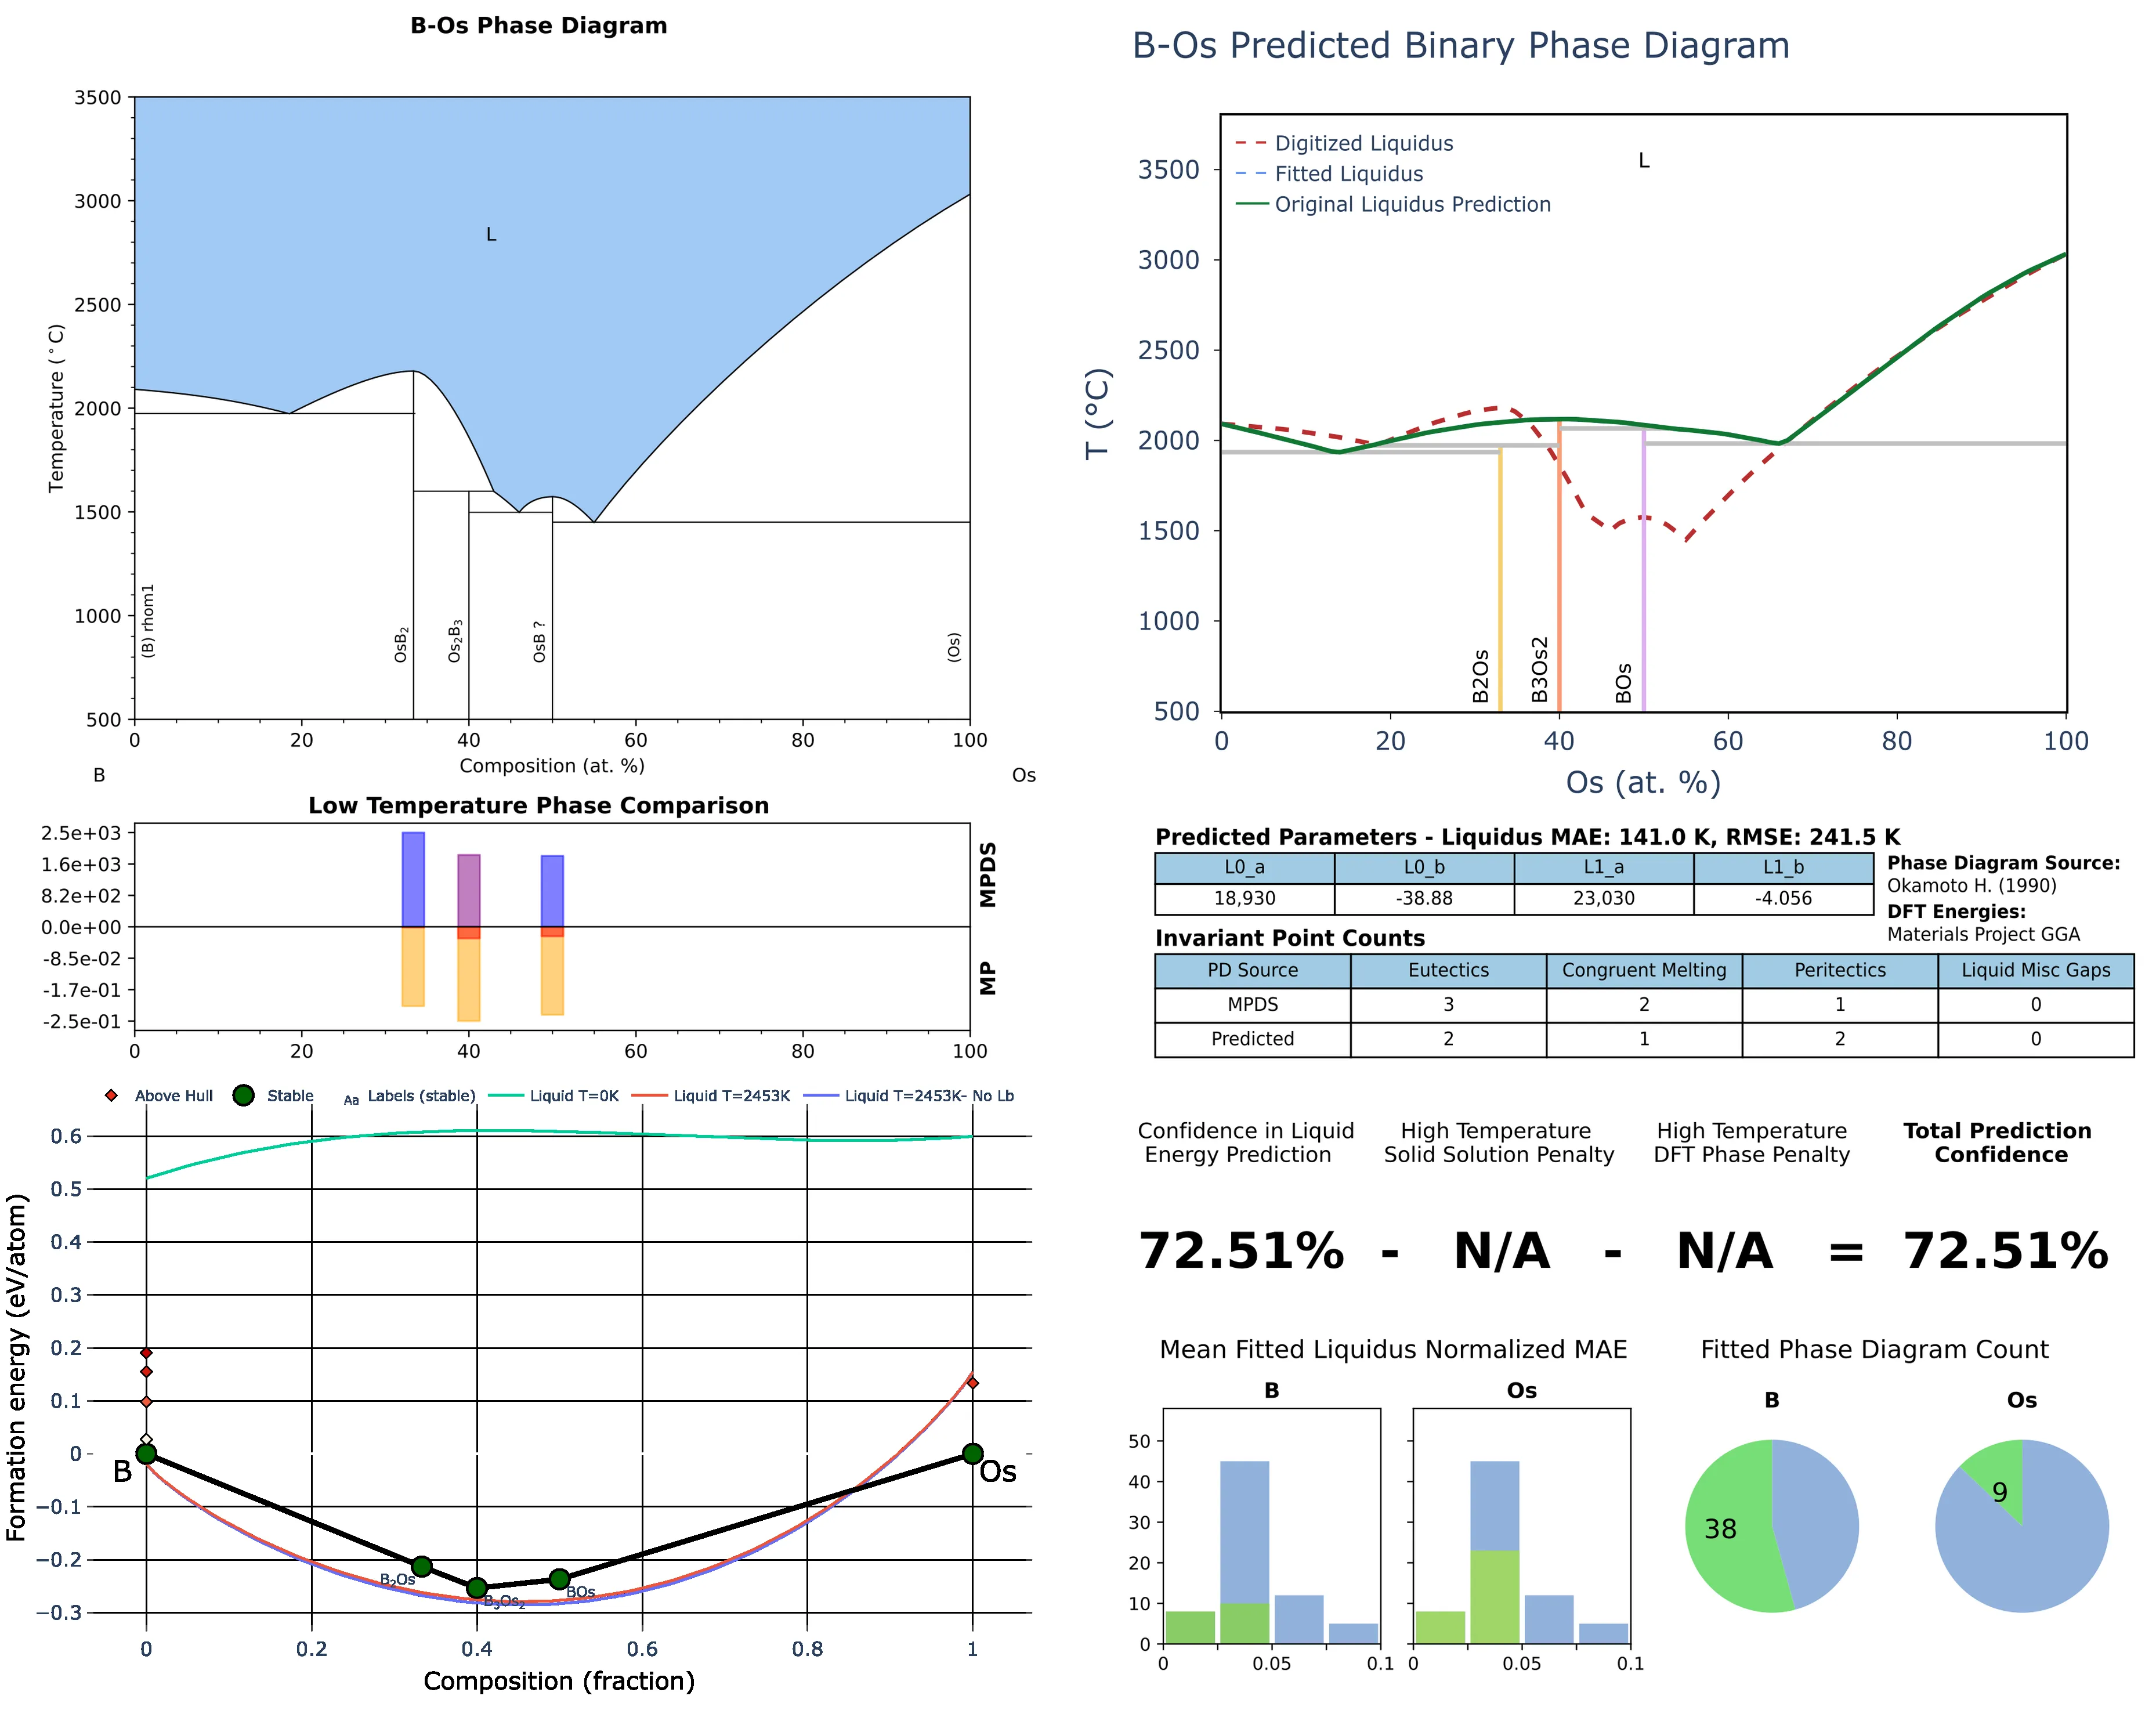 B-Os Phase Diagram
3500
3000
2500
2000
1500
1000
500
Temperature (°C)
L
(B) rhom1
OsB2
Os2B3
OsB ?
(Os)
0 20 40 60 80 100
Composition (at. %)
B Os
Low Temperature Phase Comparison
2.5e+03
1.6e+03
8.2e+02
0.0e+00
-8.5e-02
-1.7e-01
-2.5e-01
MPDS
MP
0 20 40 60 80 100
Above Hull Stable Aa Labels (stable) Liquid T=0K Liquid T=2453K Liquid T=2453K- No Lb
0.6
0.5
0.4
0.3
0.2
0.1
0
−0.1
−0.2
−0.3
Formation energy (eV/atom)
B
Os
B2Os
B3Os2
BOs
0 0.2 0.4 0.6 0.8 1
Composition (fraction)
B-Os Predicted Binary Phase Diagram
Digitized Liquidus
Fitted Liquidus
Original Liquidus Prediction
L
3500
3000
2500
2000
1500
1000
500
T (°C)
B2Os
B3Os2
BOs
0 20 40 60 80 100
Os (at. %)
Predicted Parameters - Liquidus MAE: 141.0 K, RMSE: 241.5 K
L0_a L0_b L1_a L1_b
18,930 -38.88 23,030 -4.056
Phase Diagram Source:
Okamoto H. (1990)
DFT Energies:
Materials Project GGA
Invariant Point Counts
PD Source Eutectics Congruent Melting Peritectics Liquid Misc Gaps
MPDS 3 2 1 0
Predicted 2 1 2 0
Confidence in Liquid Energy Prediction
High Temperature Solid Solution Penalty
High Temperature DFT Phase Penalty
Total Prediction Confidence
72.51% - N/A - N/A = 72.51%
Mean Fitted Liquidus Normalized MAE
B Os
50
40
30
20
10
0
0 0.05 0.1 0 0.05 0.1
Fitted Phase Diagram Count
B Os
38 9